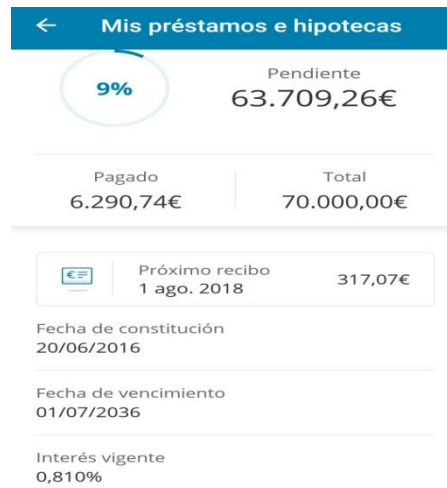 Mis préstamos e hipotecas
9%
Pendiente
63.709,26€
Pagado
6.290,74€
Total
70.000,00€
€
Próximo recibo
1 ago. 2018
317,07€
Fecha de constitución
20/06/2016
Fecha de vencimiento
01/07/2036
Interés vigente
0,810%